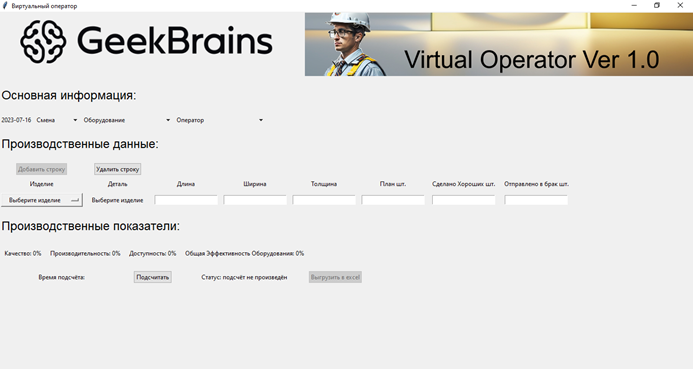 Виртуальный оператор
GeekBrains
Virtual Operator Ver 1.0
Основная информация:
2023-07-16 Смена Оборудование Оператор
Производственные данные:
Добавить строку Удалить строку
Изделие Деталь Длина Ширина Толщина План шт. Сделано Хороших шт. Отправлено в брак шт.
Выберите изделие Выберите изделие
Производственные показатели:
Качество: 0% Производительность: 0% Доступность: 0% Общая Эффективность Оборудования: 0%
Время подсчёта: Подсчитать Статус: подсчёт не произведён Выгрузить в excel